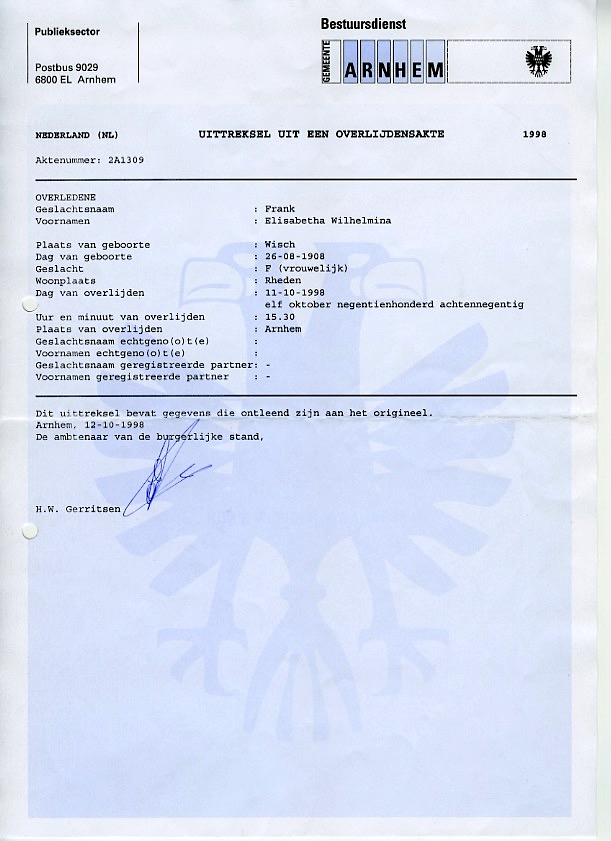 Publieksector
Postbus 9029
6800 EL Arnhem
Bestuursdienst
GEMEENTE
ARNHEM
NEDERLAND (NL) UITTREKSEL UIT EEN OVERLIJDENSAKTE 1998
Aktenummer: 2A1309
OVERLEDENE
Geslachtsnaam : Frank
Voornamen : Elisabetha Wilhelmina
Plaats van geboorte : Wisch
Dag van geboorte : 26-08-1908
Geslacht : F (vrouwelijk)
Woonplaats : Rheden
Dag van overlijden : 11-10-1998
elf oktober negentienhonderd achtennegentig
Uur en minuut van overlijden : 15.30
Plaats van overlijden : Arnhem
Geslachtsnaam echtgeno(o)t(e) :
Voornamen echtgeno(o)t(e) :
Geslachtsnaam geregistreerde partner: -
Voornamen geregistreerde partner : -
Dit uittreksel bevat gegevens die ontleend zijn aan het origineel.
Arnhem, 12-10-1998
De ambtenaar van de burgerlijke stand,
H.W. Gerritsen